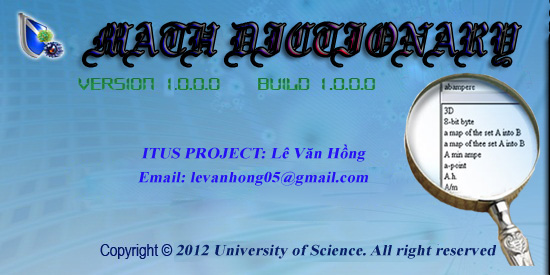 MATH DICTIONARY
VERSION 1.0.0.0 BUILD 1.0.0.0
abampers
3D
8-bit byte
a map of the set A into B
a map of thee set A into B
A min ampe
a-point
A.h.
A/m
ITUS PROJECT: Lê Văn Hồng
Email: levanhong05@gmail.com
Copyright © 2012 University of Science. All right reserved